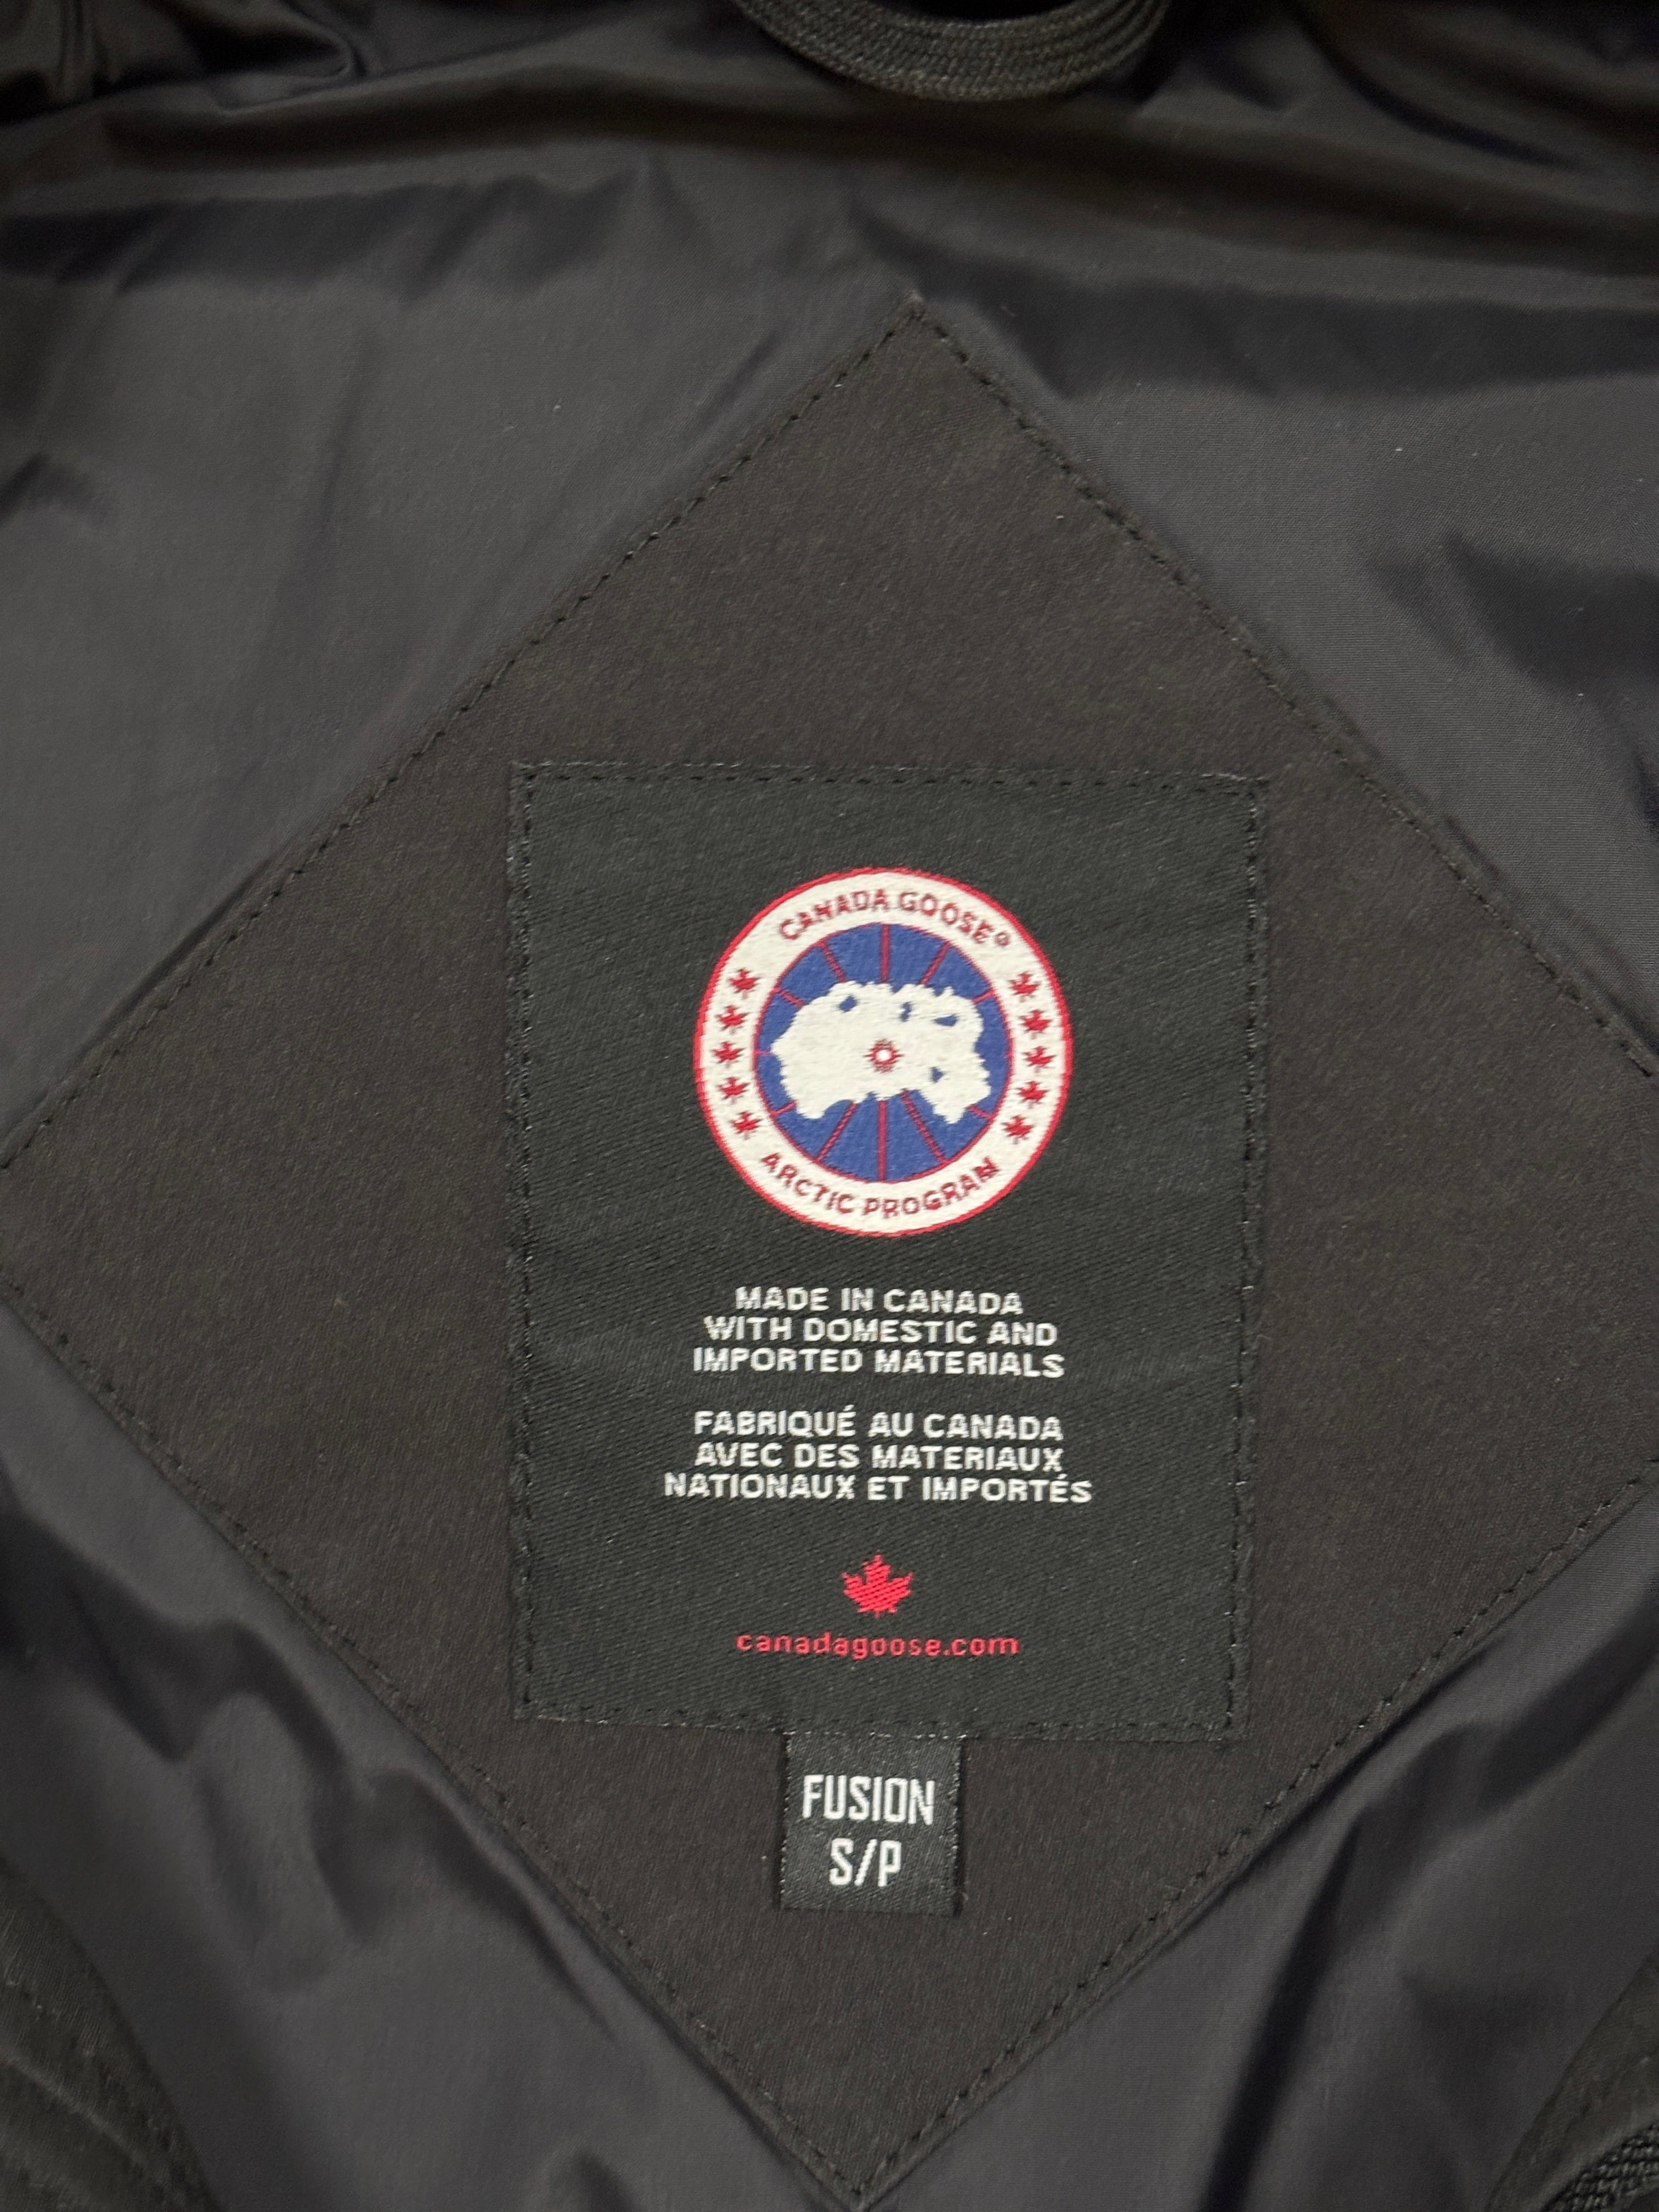 CANADA GOOSE®
ARCTIC PROGRAM
MADE IN CANADA
WITH DOMESTIC AND
IMPORTED MATERIALS
FABRIQUÉ AU CANADA
AVEC DES MATERIAUX
NATIONAUX ET IMPORTÉS
canadagoose.com
FUSION
S/P